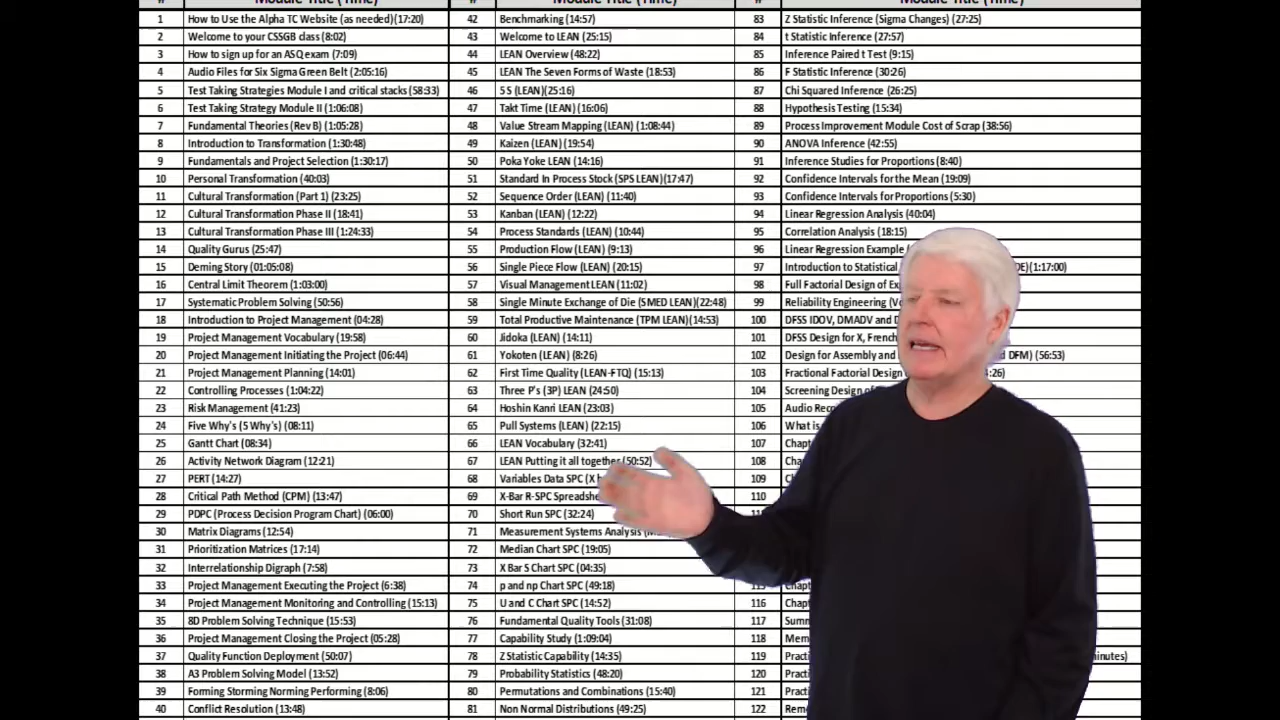 # Module Title (Time) # Module Title (Time) # Module Title (Time)
1 How to Use the Alpha TC Website (as needed)(17:20) 42 Benchmarking (14:57) 83 Z Statistic Inference (Sigma Changes) (27:25)
2 Welcome to your CSSGB class (8:02) 43 Welcome to LEAN (25:15) 84 t Statistic Inference (27:57)
3 How to sign up for an ASQ exam (7:09) 44 LEAN Overview (48:22) 85 Inference Paired t Test (9:15)
4 Audio Files for Six Sigma Green Belt (2:05:16) 45 LEAN The Seven Forms of Waste (18:53) 86 F Statistic Inference (30:26)
5 Test Taking Strategies Module I and critical stacks (58:33) 46 5 S (LEAN)(25:16) 87 Chi Squared Inference (26:25)
6 Test Taking Strategy Module II (1:06:08) 47 Takt Time (LEAN) (16:06) 88 Hypothesis Testing (15:34)
7 Fundamental Theories (Rev B) (1:05:28) 48 Value Stream Mapping (LEAN) (1:08:44) 89 Process Improvement Module Cost of Scrap (38:56)
8 Introduction to Transformation (1:30:48) 49 Kaizen (LEAN) (19:54) 90 ANOVA Inference (42:55)
9 Fundamentals and Project Selection (1:30:17) 50 Poka Yoke LEAN (14:16) 91 Inference Studies for Proportions (8:40)
10 Personal Transformation (40:03) 51 Standard In Process Stock (SPS LEAN)(17:47) 92 Confidence Intervals for the Mean (19:09)
11 Cultural Transformation (Part 1) (23:25) 52 Sequence Order (LEAN) (11:40) 93 Confidence Intervals for Proportions (5:30)
12 Cultural Transformation Phase II (18:41) 53 Kanban (LEAN) (12:22) 94 Linear Regression Analysis (40:04)
13 Cultural Transformation Phase III (1:24:33) 54 Process Standards (LEAN) (10:44) 95 Correlation Analysis (18:15)
14 Quality Gurus (25:47) 55 Production Flow (LEAN) (9:13) 96 Linear Regression Example
15 Deming Story (01:05:08) 56 Single Piece Flow (LEAN) (20:15) 97 Introduction to Statistical (1:17:00)
16 Central Limit Theorem (1:03:00) 57 Visual Management LEAN (11:02) 98 Full Factorial Design of
17 Systematic Problem Solving (50:56) 58 Single Minute Exchange of Die (SMED LEAN)(22:48) 99 Reliability Engineering
18 Introduction to Project Management (04:28) 59 Total Productive Maintenance (TPM LEAN)(14:53) 100 DFSS IDOV, DMADV and
19 Project Management Vocabulary (19:58) 60 Jidoka (LEAN) (14:11) 101 DFSS Design for X, French
20 Project Management Initiating the Project (06:44) 61 Yokoten (LEAN) (8:26) 102 Design for Assembly and DFM) (56:53)
21 Project Management Planning (14:01) 62 First Time Quality (LEAN-FTQ) (15:13) 103 Fractional Factorial Design :26)
22 Controlling Processes (1:04:22) 63 Three P's (3P) LEAN (24:50) 104 Screening Design
23 Risk Management (41:23) 64 Hoshin Kanri LEAN (23:03) 105 Audio
24 Five Why's (5 Why's) (08:11) 65 Pull Systems (LEAN) (22:15) 106 What is
25 Gantt Chart (08:34) 66 LEAN Vocabulary (32:41) 107
26 Activity Network Diagram (12:21) 67 LEAN Putting it all together (50:52) 108
27 PERT (14:27) 68 Variables Data SPC (X 109
28 Critical Path Method (CPM) (13:47) 69 X-Bar R-SPC 110
29 PDPC (Process Decision Program Chart) (06:00) 70 Short Run SPC (32:24)
30 Matrix Diagrams (12:54) 71 Measurement Systems Analysis
31 Prioritization Matrices (17:14) 72 Median Chart SPC (19:05)
32 Interrelationship Digraph (7:58) 73 X Bar S Chart SPC (04:35)
33 Project Management Executing the Project (6:38) 74 p and np Chart SPC (49:18)
34 Project Management Monitoring and Controlling (15:13) 75 U and C Chart SPC (14:52) 116
35 8D Problem Solving Technique (15:53) 76 Fundamental Quality Tools (31:08) 117
36 Project Management Closing the Project (05:28) 77 Capability Study (1:09:04) 118
37 Quality Function Deployment (50:07) 78 Z Statistic Capability (14:35) 119 minutes)
38 A3 Problem Solving Model (13:52) 79 Probability Statistics (48:20) 120
39 Forming Storming Norming Performing (8:06) 80 Permutations and Combinations (15:40) 121
40 Conflict Resolution (13:48) 81 Non Normal Distributions (49:25) 122